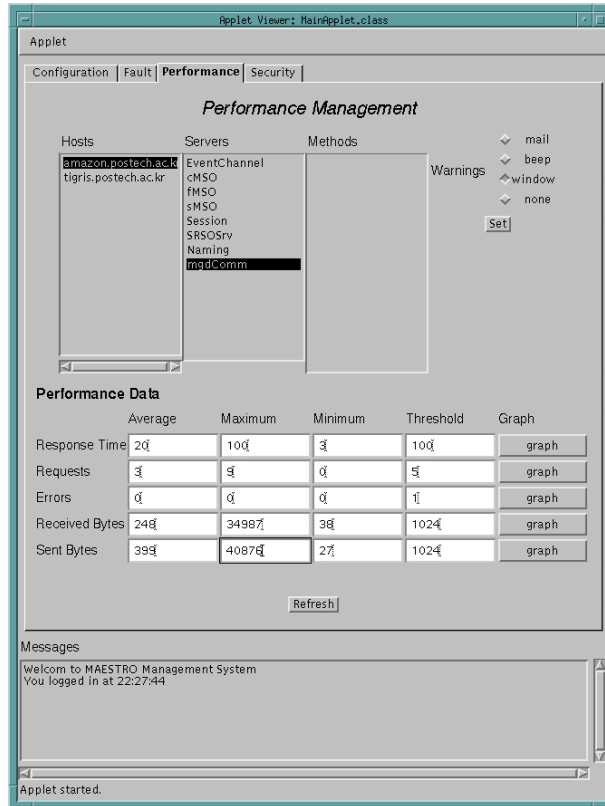 Applet Viewer: MainApplet.class
Applet
Configuration Fault Performance Security
Performance Management
Hosts Servers Methods
amazon.postech.ac.k
tigris.postech.ac.kr
EventChannel
cMSO
fMSO
sMSO
Session
SRSOSrv
Naming
mgdComm
Warnings
mail
beep
window
none
Set
Performance Data
Average Maximum Minimum Threshold Graph
Response Time 20 100 3 100 graph
Requests 3 9 0 5 graph
Errors 0 0 0 1 graph
Received Bytes 248 34987 38 1024 graph
Sent Bytes 399 40876 27 1024 graph
Refresh
Messages
Welcom to MAESTRO Management System
You logged in at 22:27:44
Applet started.